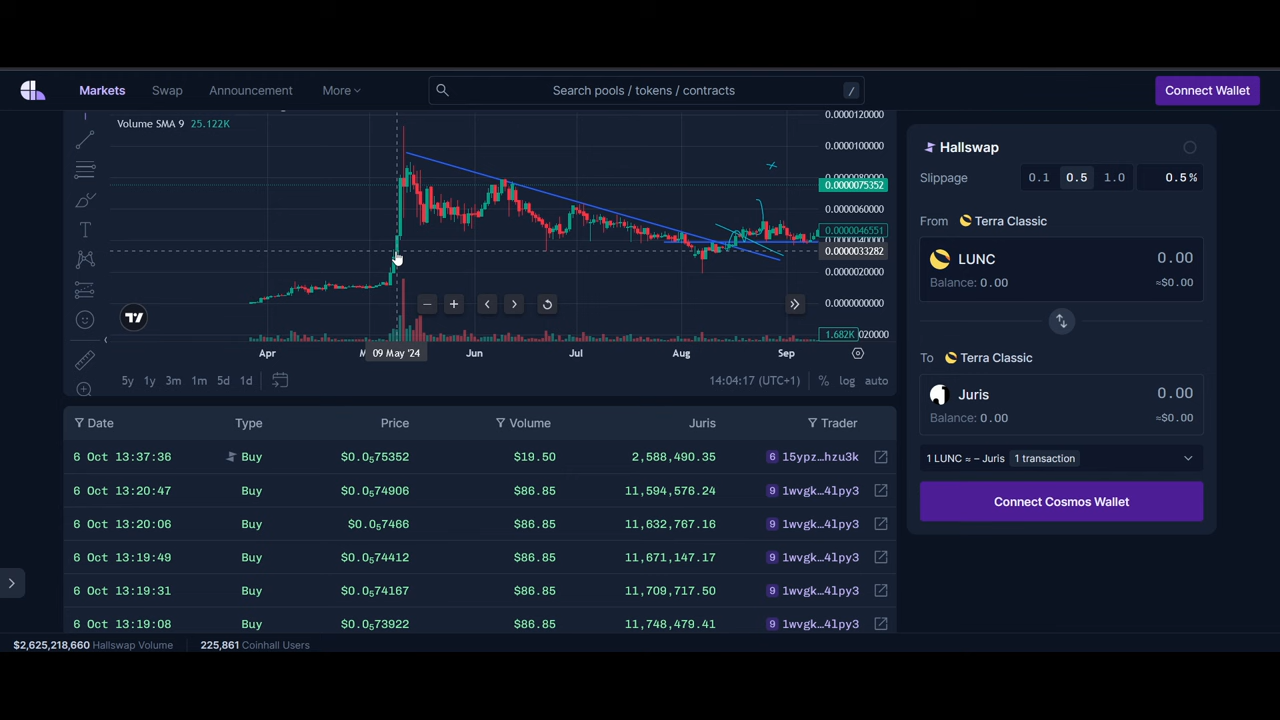 Markets Swap Announcement More Search pools / tokens / contracts / Connect Wallet
Volume SMA 9 25.122K
0.0000120000
0.0000100000
0.0000075352
0.0000060000
0.0000046551
0.0000033282
0.0000020000
0.0000000000
1.682K
Apr 09 May '24 Jun Jul Aug Sep
5y 1y 3m 1m 5d 1d 14:04:17 (UTC+1) % log auto
Date Type Price Volume Juris Trader
6 Oct 13:37:36 Buy $0.0₅75352 $19.50 2,588,490.35 6 15ypz…hzu3k
6 Oct 13:20:47 Buy $0.0₅74906 $86.85 11,594,576.24 9 1wvgk…4lpy3
6 Oct 13:20:06 Buy $0.0₅7466 $86.85 11,632,767.16 9 1wvgk…4lpy3
6 Oct 13:19:49 Buy $0.0₅74412 $86.85 11,671,147.17 9 1wvgk…4lpy3
6 Oct 13:19:31 Buy $0.0₅74167 $86.85 11,709,717.50 9 1wvgk…4lpy3
6 Oct 13:19:08 Buy $0.0₅73922 $86.85 11,748,479.41 9 1wvgk…4lpy3
Hallswap
Slippage 0.1 0.5 1.0 0.5%
From Terra Classic
LUNC 0.00
Balance: 0.00 ≈$0.00
To Terra Classic
Juris 0.00
Balance: 0.00 ≈$0.00
1 LUNC ≈ – Juris 1 transaction
Connect Cosmos Wallet
$2,625,218,660 Hallswap Volume 225,861 Coinhall Users